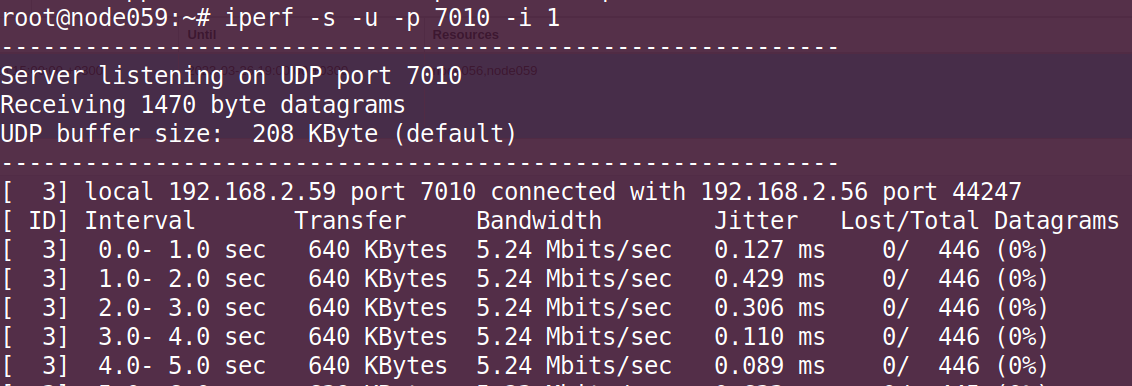 root@node059:~# iperf -s -u -p 7010 -i 1
Until Resources
------------------------------------------------------------
Server listening on UDP port 7010
056.node059
Receiving 1470 byte datagrams
UDP buffer size:  208 KByte (default)
------------------------------------------------------------
[  3] local 192.168.2.59 port 7010 connected with 192.168.2.56 port 44247
[ ID] Interval       Transfer     Bandwidth        Jitter   Lost/Total Datagrams
[  3]  0.0- 1.0 sec   640 KBytes  5.24 Mbits/sec   0.127 ms    0/  446 (0%)
[  3]  1.0- 2.0 sec   640 KBytes  5.24 Mbits/sec   0.429 ms    0/  446 (0%)
[  3]  2.0- 3.0 sec   640 KBytes  5.24 Mbits/sec   0.306 ms    0/  446 (0%)
[  3]  3.0- 4.0 sec   640 KBytes  5.24 Mbits/sec   0.110 ms    0/  446 (0%)
[  3]  4.0- 5.0 sec   640 KBytes  5.24 Mbits/sec   0.089 ms    0/  446 (0%)